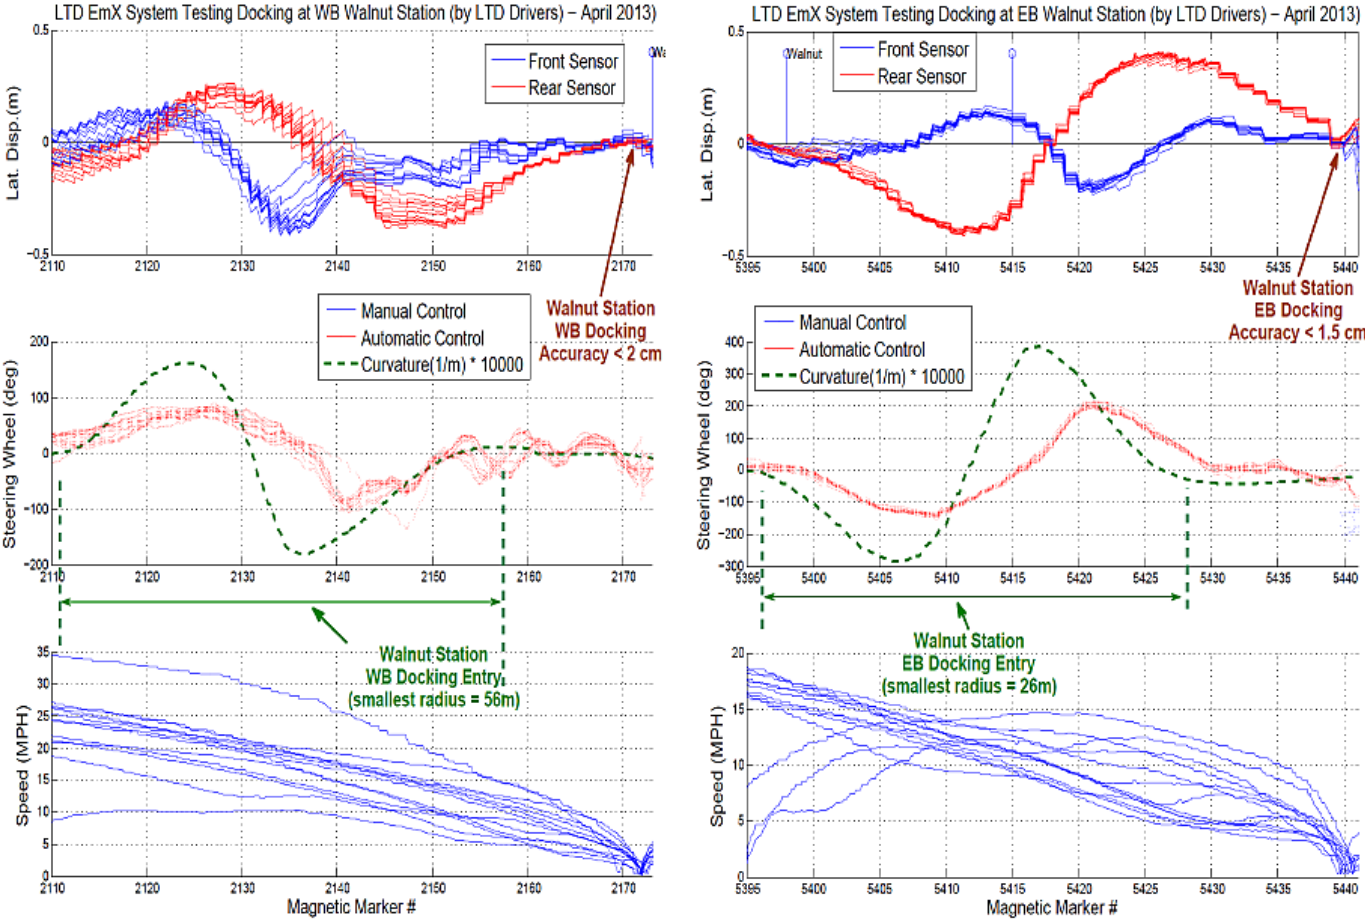 LTD EmX System Testing Docking at WB Walnut Station (by LTD Drivers) – April 2013)
0.5
0
−0.5
Lat. Disp.(m)
Front Sensor
Rear Sensor
Wa
2110 2120 2130 2140 2150 2160 2170
Walnut Station
WB Docking
Accuracy < 2 cm
Manual Control
Automatic Control
Curvature(1/m) * 10000
200
100
0
−100
−200
Steering Wheel (deg)
2110 2120 2130 2140 2150 2160 2170
Walnut Station
WB Docking Entry
(smallest radius = 56m)
35
30
25
20
15
10
5
0
Speed (MPH)
2110 2120 2130 2140 2150 2160 2170
Magnetic Marker #
LTD EmX System Testing Docking at EB Walnut Station (by LTD Drivers) – April 2013)
0.5
0
−0.5
Lat. Disp.(m)
Walnut
Front Sensor
Rear Sensor
5395 5400 5405 5410 5415 5420 5425 5430 5435 5440
Walnut Station
EB Docking
Accuracy < 1.5 cm
Manual Control
Automatic Control
Curvature(1/m) * 10000
400
300
200
100
0
−100
−200
−300
Steering Wheel (deg)
5395 5400 5405 5410 5415 5420 5425 5430 5435 5440
Walnut Station
EB Docking Entry
(smallest radius = 26m)
20
15
10
5
0
Speed (MPH)
5395 5400 5405 5410 5415 5420 5425 5430 5435 5440
Magnetic Marker #